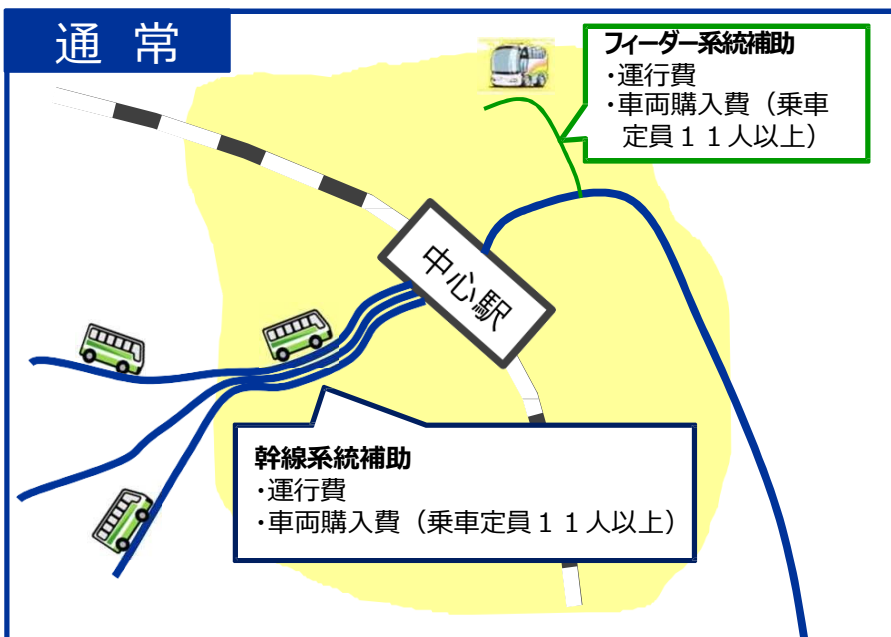 通 常
フィーダー系統補助
・運行費
・車両購入費（乗車
定員１１人以上）
中心駅
幹線系統補助
・運行費
・車両購入費（乗車定員１１人以上）